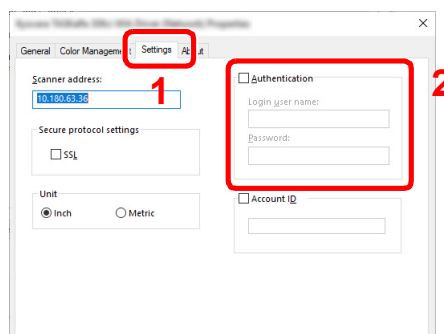 General Color Management Settings About
1
2
Scanner address:
10.180.63.36
Authentication
Login user name:
Password:
Secure protocol settings
SSL
Unit
Inch Metric
Account ID